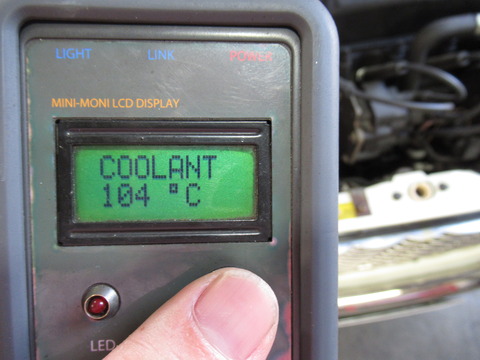 LIGHT LINK POWER
MINI-MONI LCD DISPLAY
COOLANT
104 °C
LED